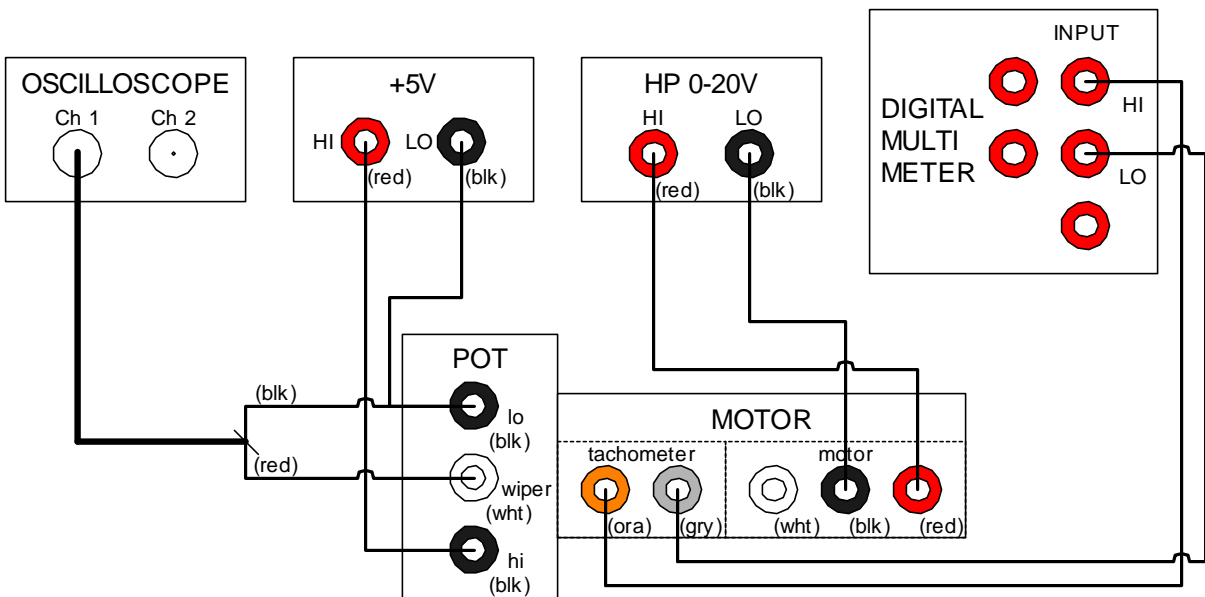 OSCILLOSCOPE
Ch 1
Ch 2
+5V
HI
LO
(red)
(blk)
HP 0-20V
HI
LO
(red)
(blk)
INPUT
DIGITAL
MULTI
METER
HI
LO
POT
(blk)
(red)
lo
(blk)
wiper
(wht)
hi
(blk)
MOTOR
tachometer
motor
(ora)
(gry)
(wht)
(blk)
(red)